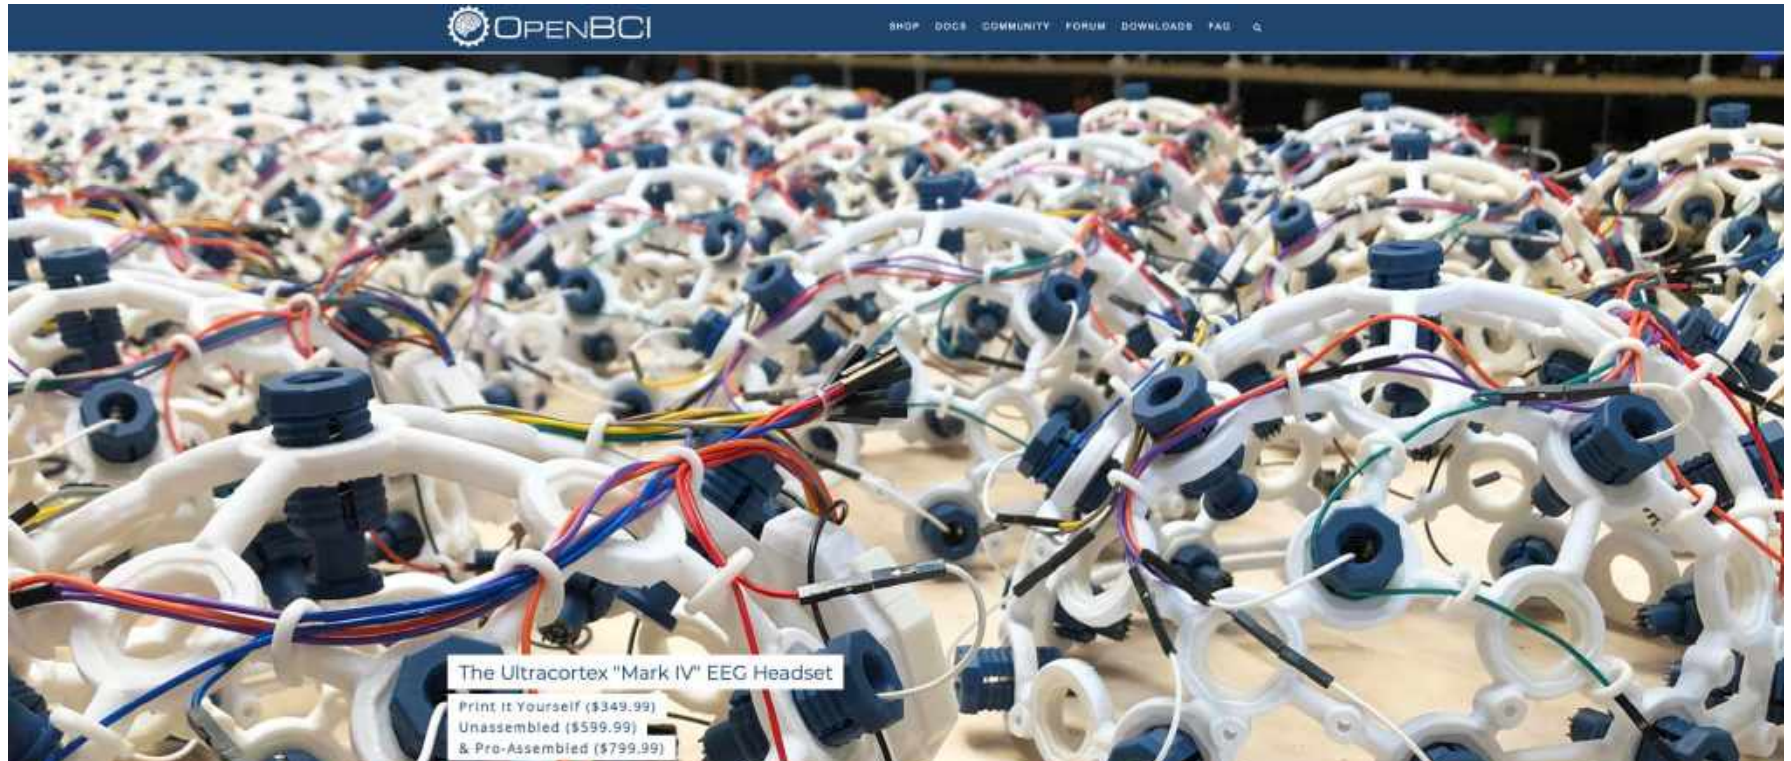 OPENBCI
SHOP DOCS COMMUNITY FORUM DOWNLOADS FAQ
The Ultracortex "Mark IV" EEG Headset
Print It Yourself ($349.99)
Unassembled ($599.99)
& Pro-Assembled ($799.99)